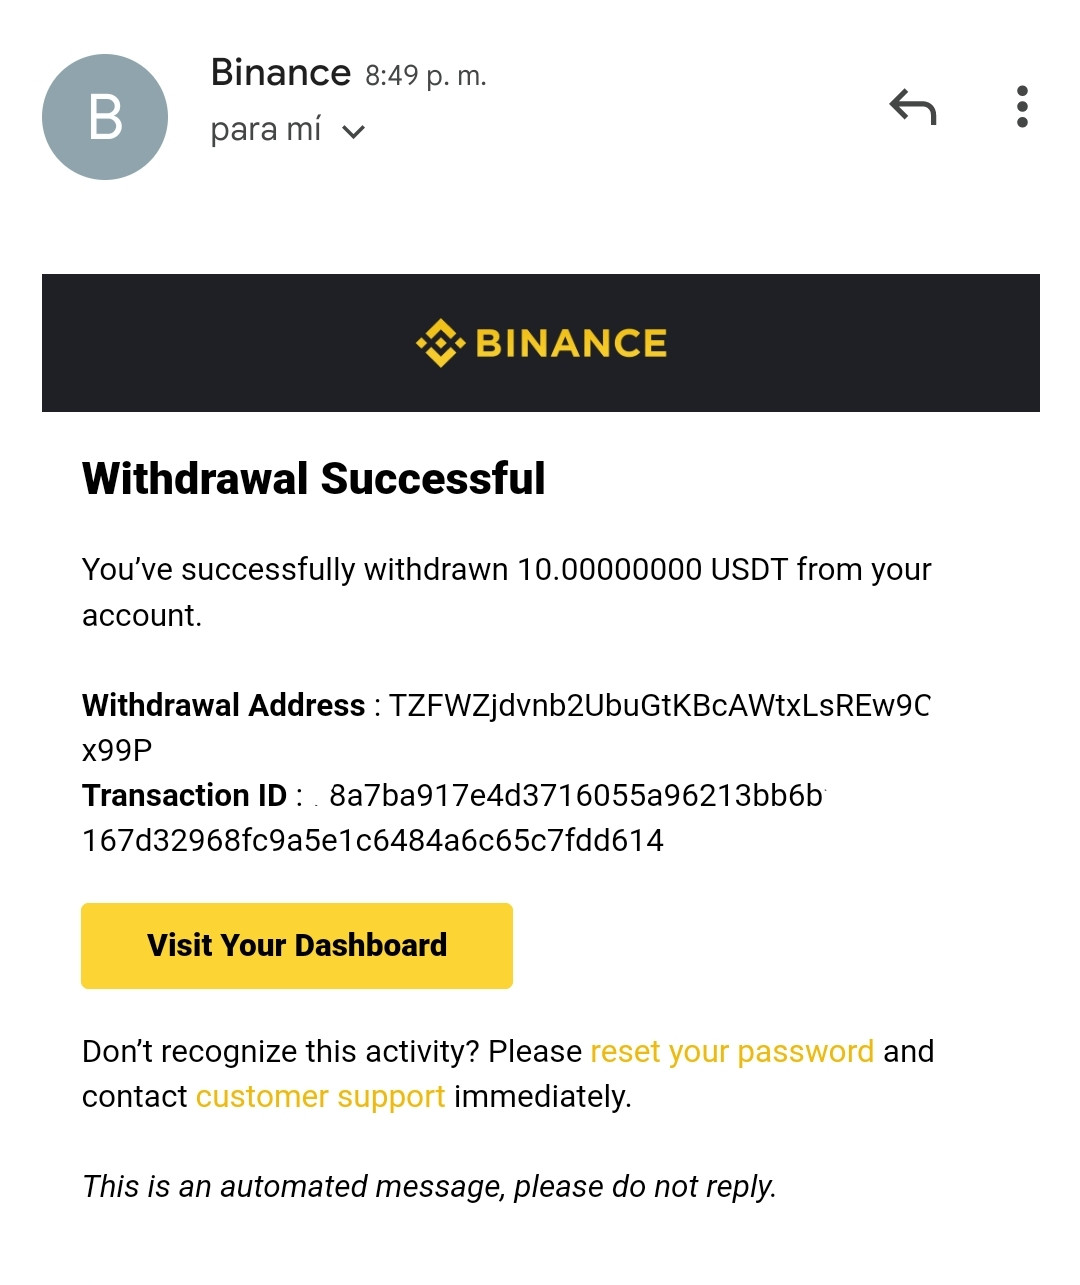 B
Binance 8:49 p. m.
para mí
BINANCE
Withdrawal Successful
You've successfully withdrawn 10.00000000 USDT from your
account.
Withdrawal Address : TZFWZjdvnb2UbuGtKBcAWtxLsREw9C
x99P
Transaction ID : . 8a7ba917e4d3716055a96213bb6b
167d32968fc9a5e1c6484a6c65c7fdd614
Visit Your Dashboard
Don't recognize this activity? Please reset your password and
contact customer support immediately.
This is an automated message, please do not reply.